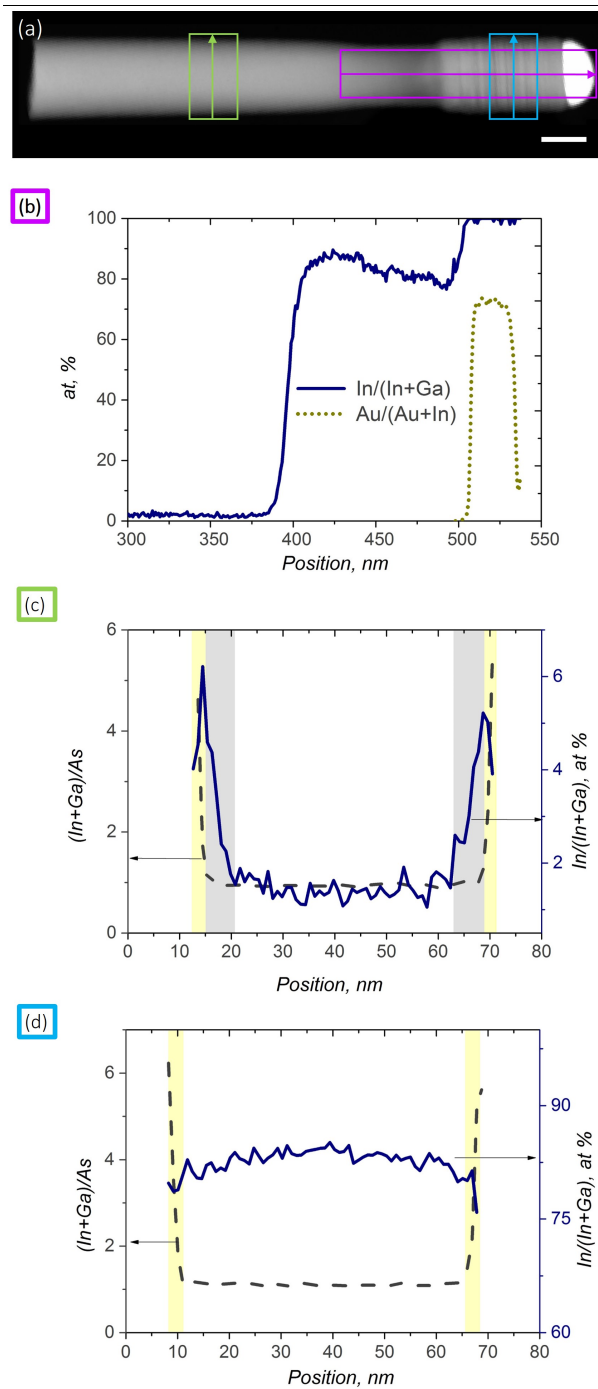 (a)
(b)
100
80
60
40
20
0
at, %
In/(In+Ga)
Au/(Au+In)
300 350 400 450 500 550
Position, nm
(c)
6
4
2
0
(In+Ga)/As
6
4
2
In/(In+Ga), at %
0 10 20 30 40 50 60 70 80
Position, nm
(d)
6
4
2
0
(In+Ga)/As
90
75
60
In/(In+Ga), at %
0 10 20 30 40 50 60 70 80
Position, nm